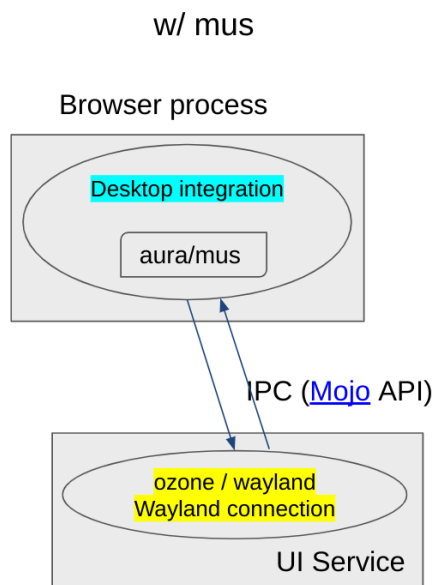 w/ mus
Browser process
Desktop integration
aura/mus
IPC (Mojo API)
ozone / wayland
Wayland connection
UI Service